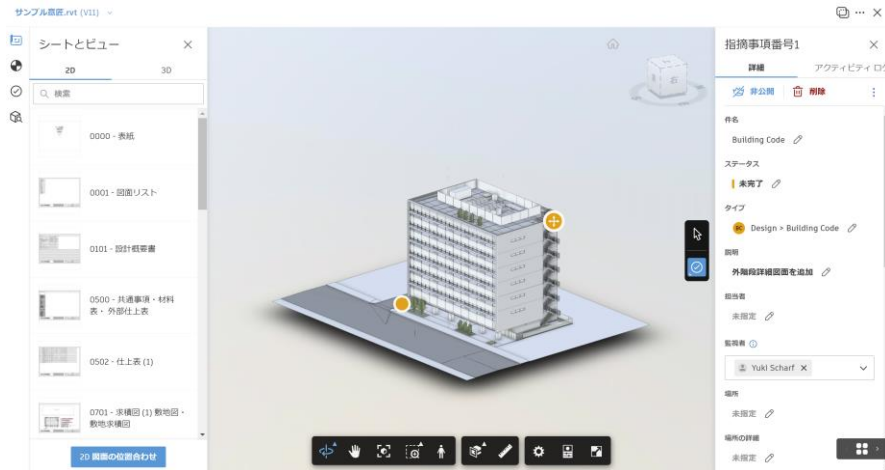 サンプル意匠.rvt (V11)
シートとビュー
2D 3D
検索
0000 - 表紙
0001 - 図面リスト
0101 - 設計概要書
0500 - 共通事項・材料
表・ 外部仕上表
0502 - 仕上表 (1)
0701 - 求積図 (1) 敷地図・
敷地求積図
2D 図面の位置合わせ
指摘事項番号1
詳細 アクティビティ ログ
非公開 削除
件名
Building Code
ステータス
未完了
タイプ
BC Design > Building Code
説明
外階段詳細図面を追加
担当者
未限定
監視者
Yuki Scharf
場所
未限定
場所の詳細
未限定